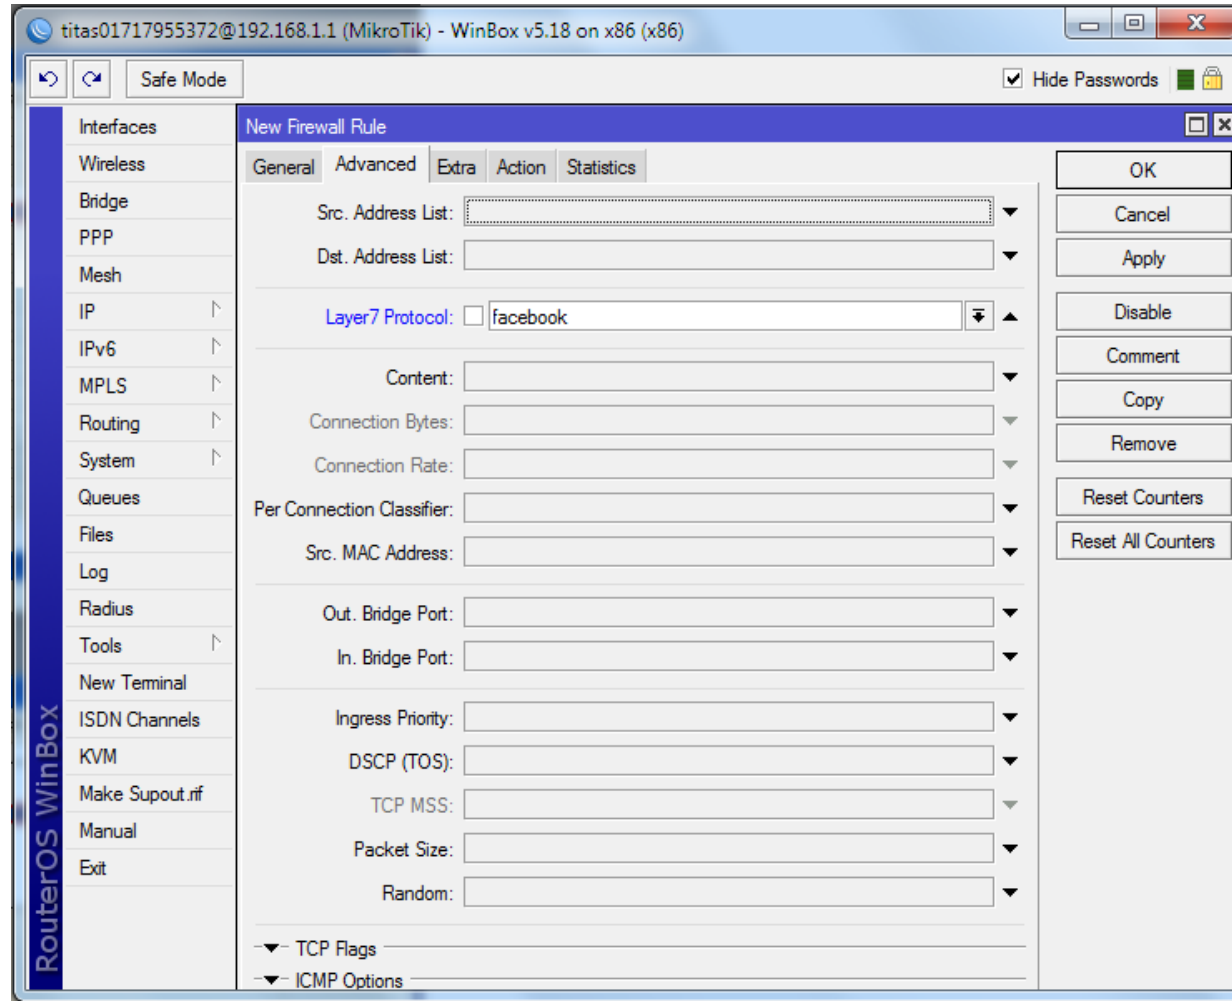 titas01717955372@192.168.1.1 (MikroTik) - WinBox v5.18 on x86 (x86)
Safe Mode
Hide Passwords
RouterOS WinBox
Interfaces
Wireless
Bridge
PPP
Mesh
IP
IPv6
MPLS
Routing
System
Queues
Files
Log
Radius
Tools
New Terminal
ISDN Channels
KVM
Make Supout.rif
Manual
Exit
New Firewall Rule
General Advanced Extra Action Statistics
Src. Address List:
Dst. Address List:
Layer7 Protocol: facebook
Content:
Connection Bytes:
Connection Rate:
Per Connection Classifier:
Src. MAC Address:
Out. Bridge Port:
In. Bridge Port:
Ingress Priority:
DSCP (TOS):
TCP MSS:
Packet Size:
Random:
TCP Flags
ICMP Options
OK
Cancel
Apply
Disable
Comment
Copy
Remove
Reset Counters
Reset All Counters